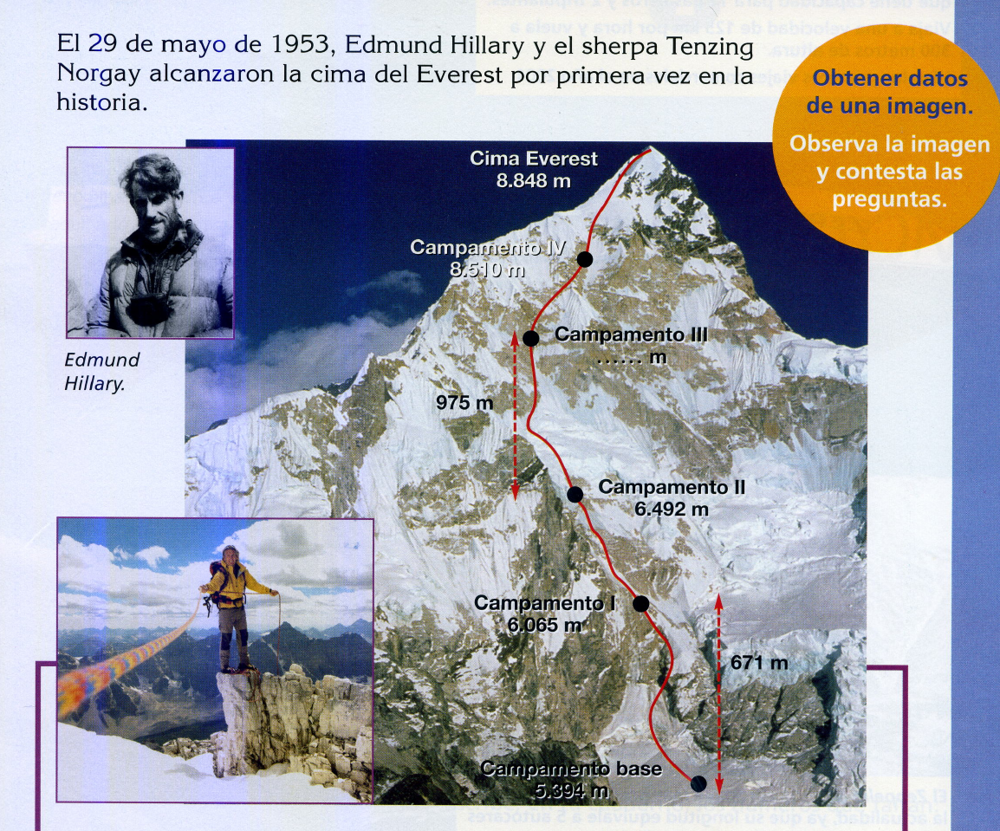 El 29 de mayo de 1953, Edmund Hillary y el sherpa Tenzing
Norgay alcanzaron la cima del Everest por primera vez en la
historia.
Obtener datos
de una imagen.
Observa la imagen
y contesta las
preguntas.
Edmund
Hillary.
Cima Everest
8.848 m
Campamento IV
8.510 m
Campamento III
...... m
975 m
Campamento II
6.492 m
Campamento I
6.065 m
671 m
Campamento base
5.394 m